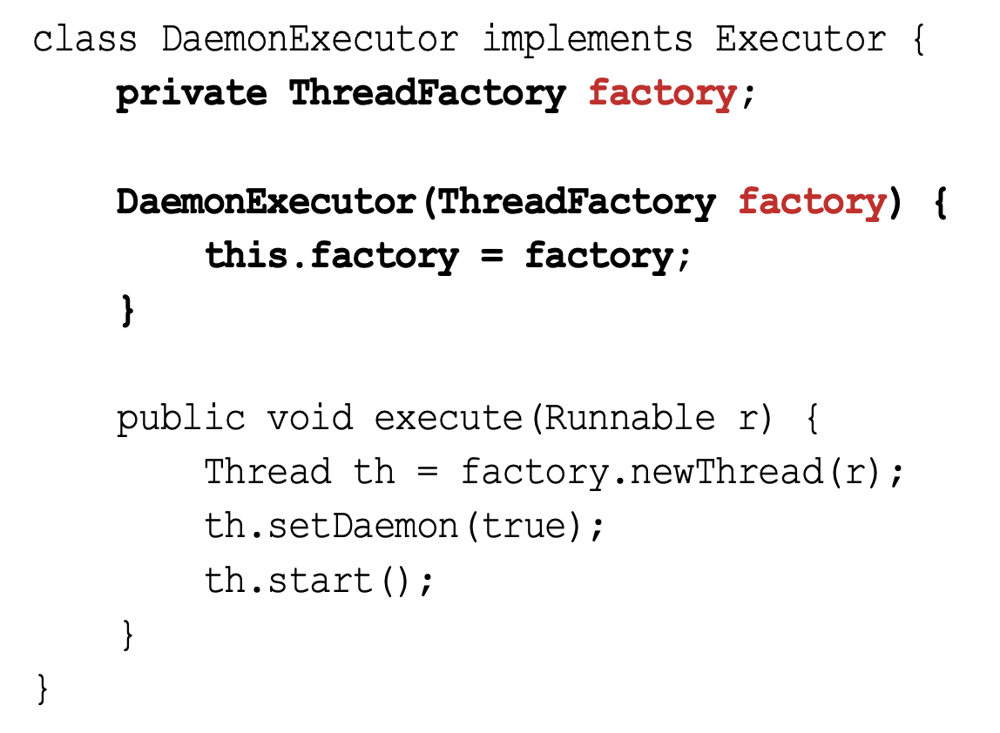 class DaemonExecutor implements Executor {
    private ThreadFactory factory;
    DaemonExecutor(ThreadFactory factory) {
        this.factory = factory;
    }
    public void execute(Runnable r) {
        Thread th = factory.newThread(r);
        th.setDaemon(true);
        th.start();
    }
}